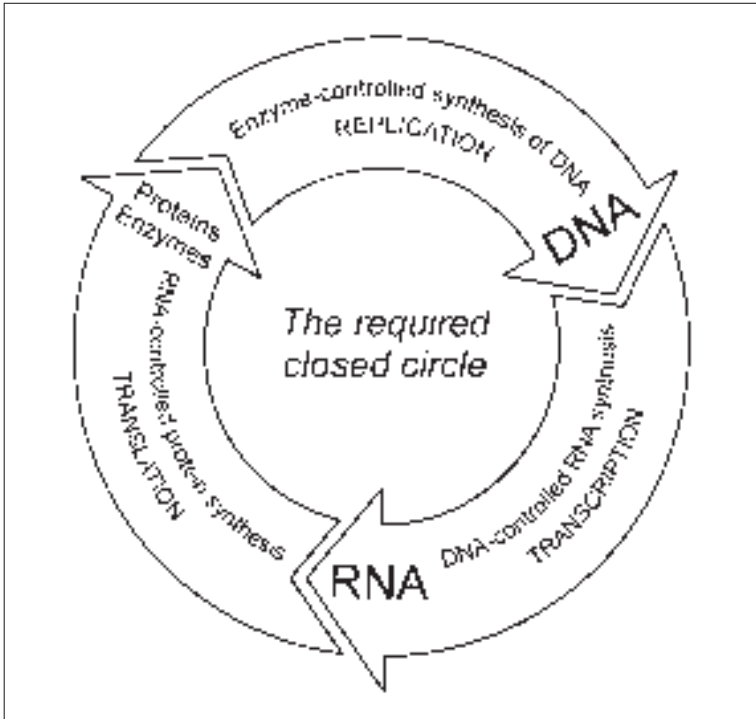 Enzyme-controlled synthesis of DNA
REPLICATION
DNA
DNA-controlled RNA synthesis
TRANSCRIPTION
RNA
RNA-controlled protein synthesis
TRANSLATION
Proteins
Enzymes
The required
closed circle